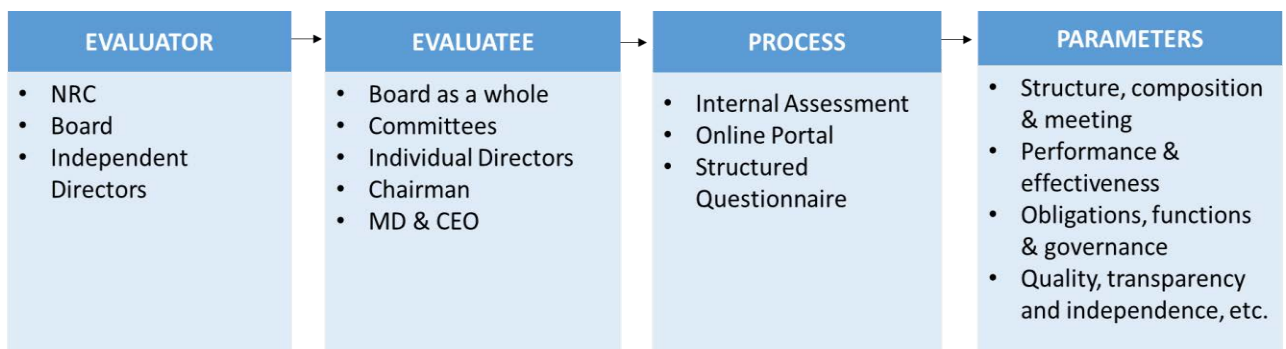 EVALUATOR
• NRC
• Board
• Independent
Directors
EVALUATEE
• Board as a whole
• Committees
• Individual Directors
• Chairman
• MD & CEO
PROCESS
• Internal Assessment
• Online Portal
• Structured
Questionnaire
PARAMETERS
• Structure, composition
& meeting
• Performance &
effectiveness
• Obligations, functions
& governance
• Quality, transparency
and independence, etc.